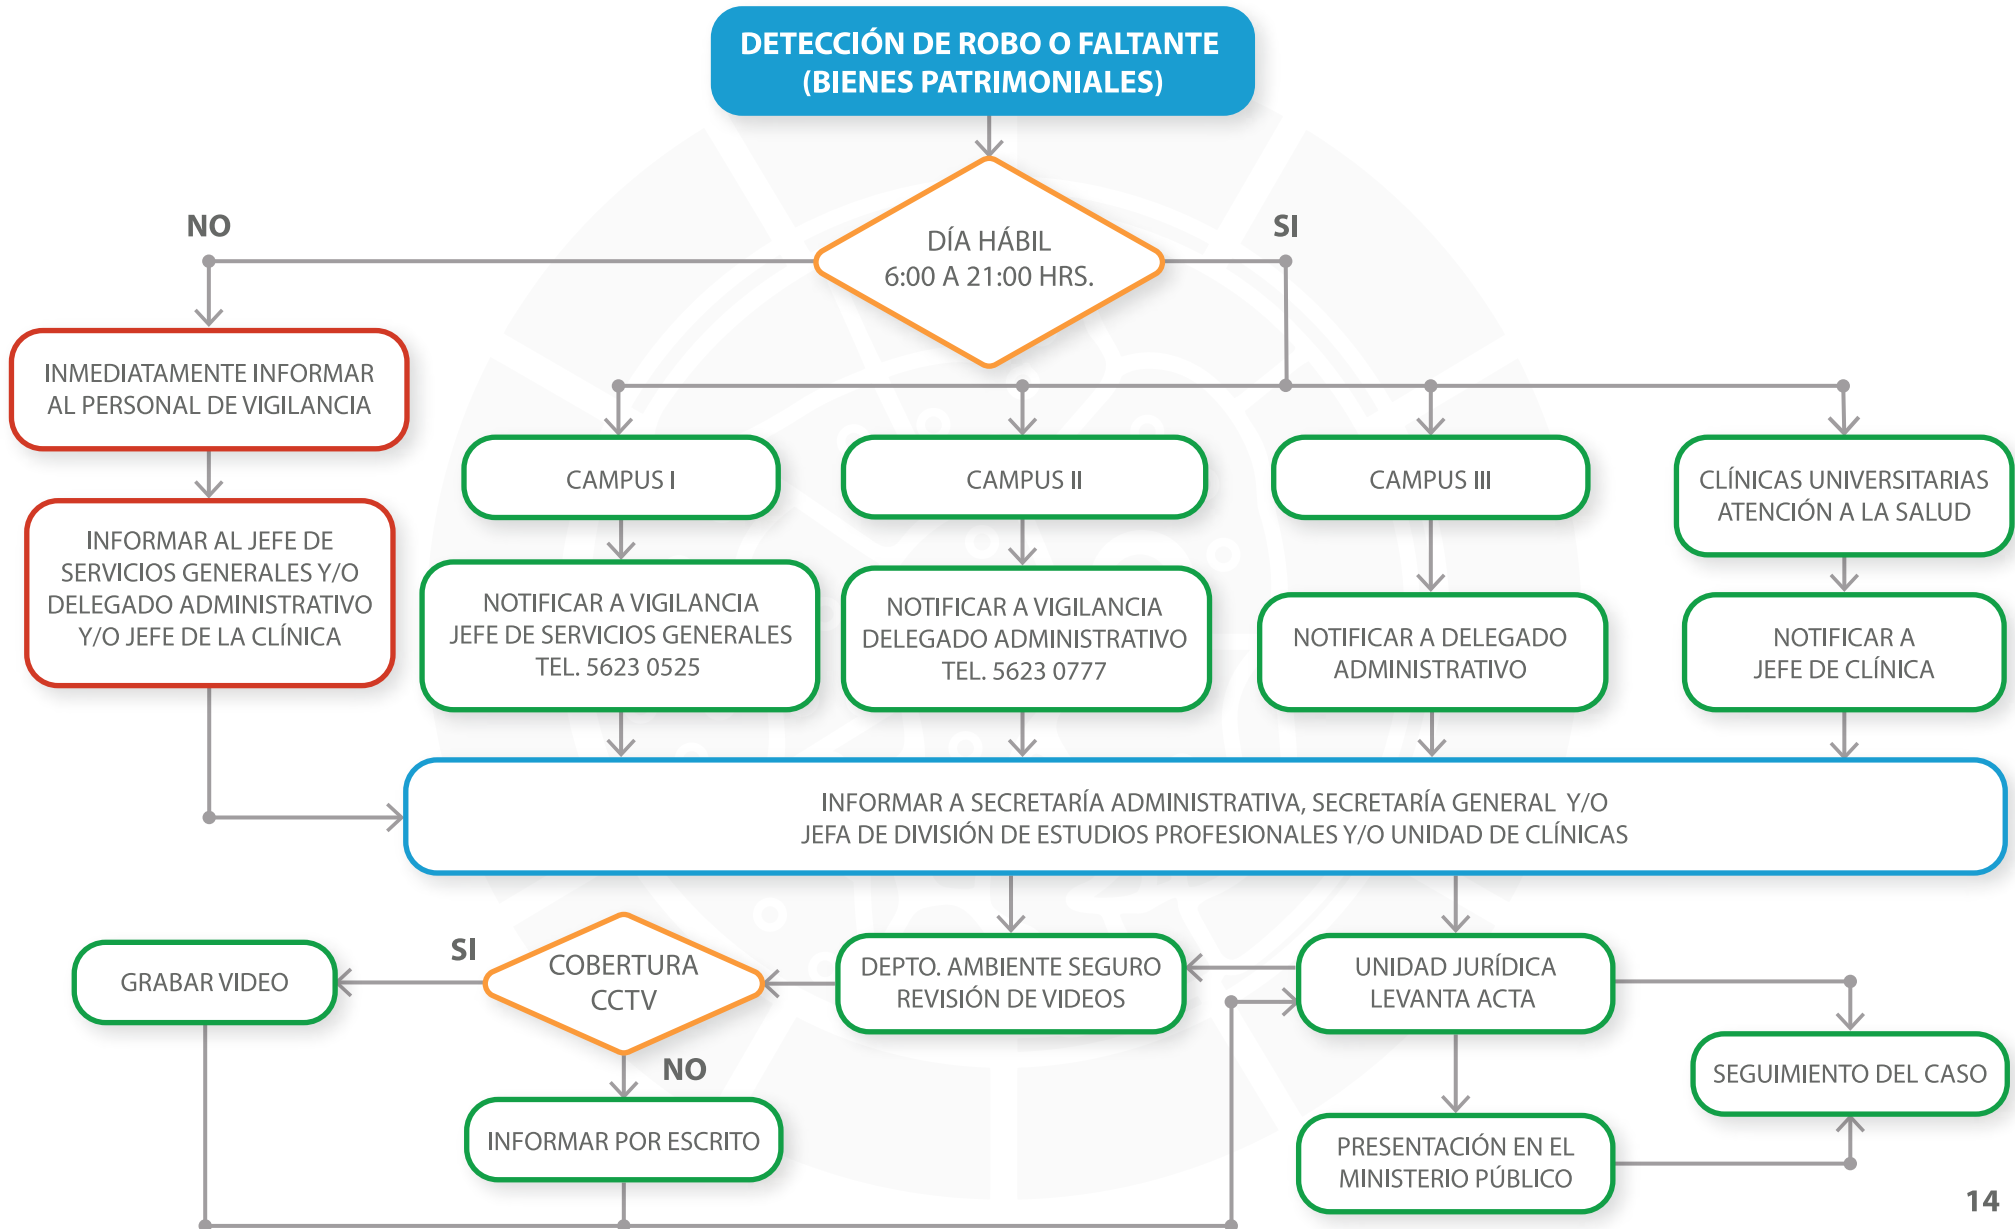 DETECCIÓN DE ROBO O FALTANTE
(BIENES PATRIMONIALES)
DÍA HÁBIL
6:00 A 21:00 HRS.
NO
SI
INMEDIATAMENTE INFORMAR
AL PERSONAL DE VIGILANCIA
INFORMAR AL JEFE DE
SERVICIOS GENERALES Y/O
DELEGADO ADMINISTRATIVO
Y/O JEFE DE LA CLÍNICA
CAMPUS I
CAMPUS II
CAMPUS III
CLÍNICAS UNIVERSITARIAS
ATENCIÓN A LA SALUD
NOTIFICAR A VIGILANCIA
JEFE DE SERVICIOS GENERALES
TEL. 5623 0525
NOTIFICAR A VIGILANCIA
DELEGADO ADMINISTRATIVO
TEL. 5623 0777
NOTIFICAR A DELEGADO
ADMINISTRATIVO
NOTIFICAR A
JEFE DE CLÍNICA
INFORMAR A SECRETARÍA ADMINISTRATIVA, SECRETARÍA GENERAL Y/O
JEFA DE DIVISIÓN DE ESTUDIOS PROFESIONALES Y/O UNIDAD DE CLÍNICAS
GRABAR VIDEO
SI
COBERTURA
CCTV
NO
INFORMAR POR ESCRITO
DEPTO. AMBIENTE SEGURO
REVISIÓN DE VIDEOS
UNIDAD JURÍDICA
LEVANTA ACTA
SEGUIMIENTO DEL CASO
PRESENTACIÓN EN EL
MINISTERIO PÚBLICO
14